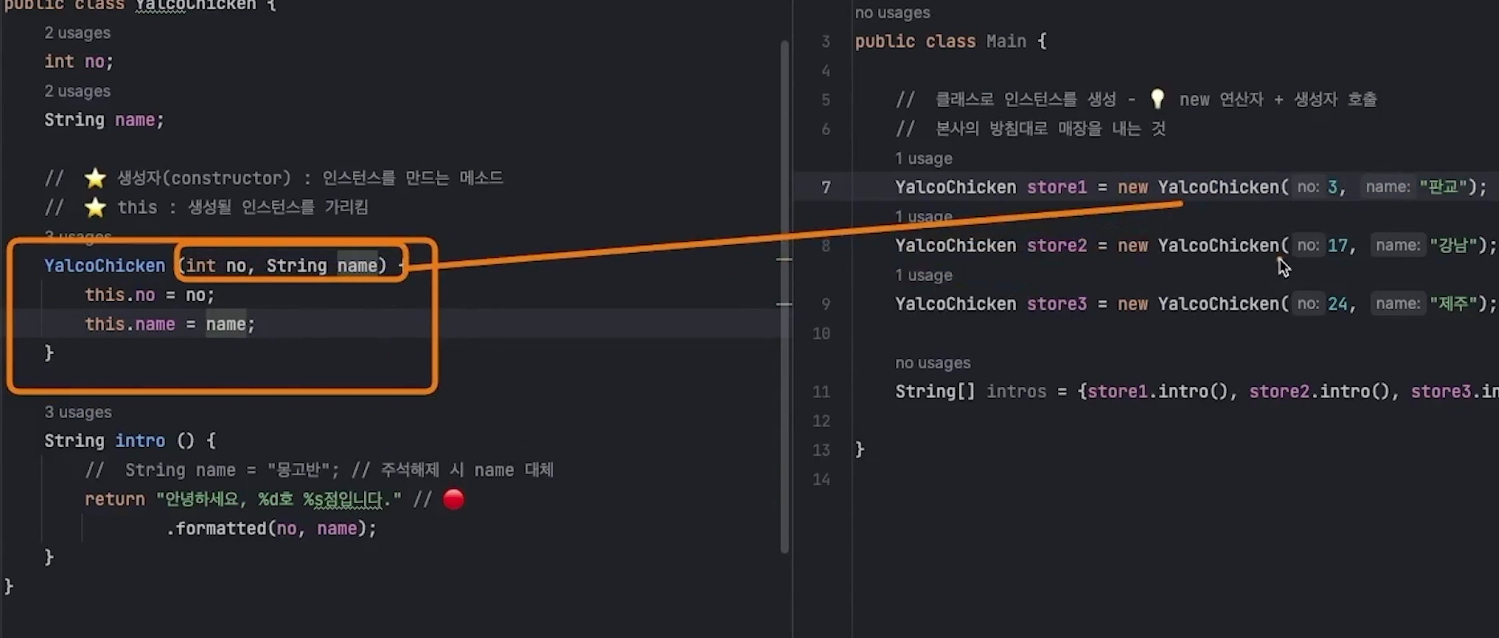 public class YalcoChicken {
2 usages
int no;
2 usages
String name;
// ⭐ 생성자(constructor) : 인스턴스를 만드는 메소드
// ⭐ this : 생성될 인스턴스를 가리킴
3 usages
YalcoChicken (int no, String name) {
this.no = no;
this.name = name;
}
3 usages
String intro () {
// String name = "몽고반"; // 주석해제 시 name 대체
return "안녕하세요, %d호 %s점입니다." // 🔴
.formatted(no, name);
}
}
no usages
3 public class Main {
4
5 // 클래스로 인스턴스를 생성 - 💡 new 연산자 + 생성자 호출
6 // 본사의 방침대로 매장을 내는 것
1 usage
7 YalcoChicken store1 = new YalcoChicken( no: 3, name: "판교");
1 usage
8 YalcoChicken store2 = new YalcoChicken( no: 17, name: "강남");
1 usage
9 YalcoChicken store3 = new YalcoChicken( no: 24, name: "제주");
10
no usages
11 String[] intros = {store1.intro(), store2.intro(), store3.in
12
13 }
14